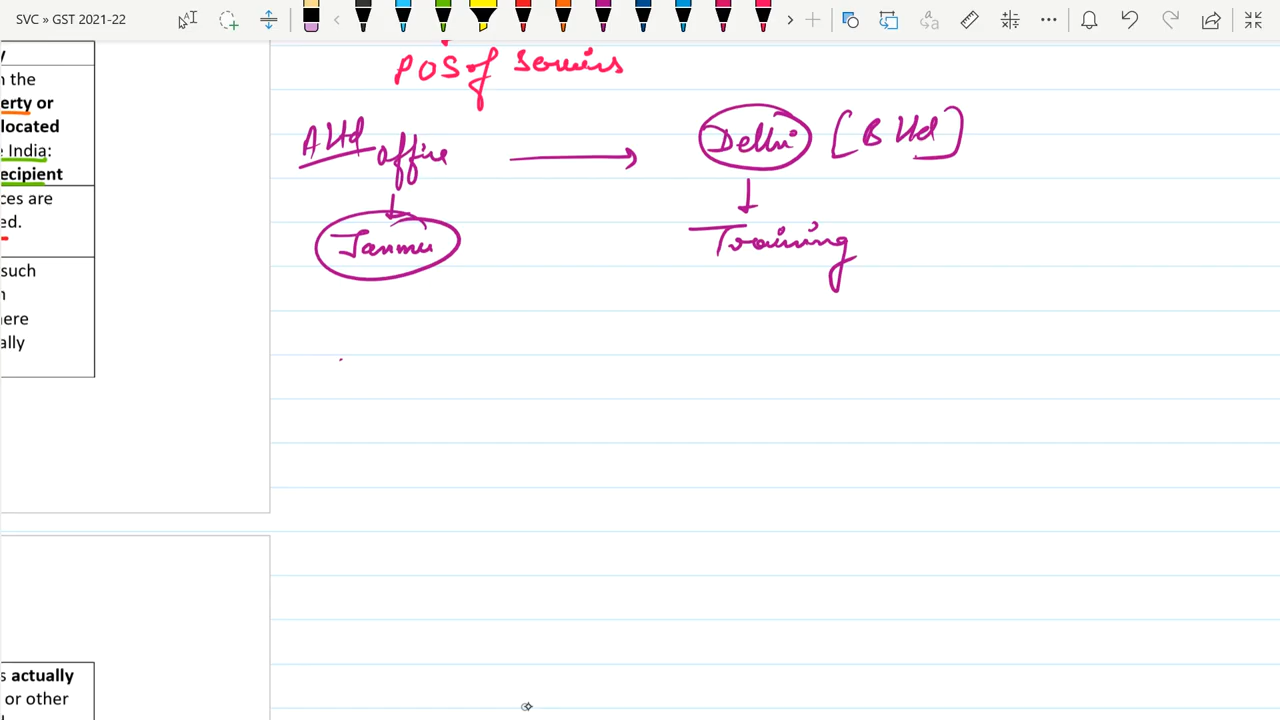 SVC » GST 2021-22
y
n the
erty or
located
e India:
ecipient
ces are
ed.
such
n
here
ally
s actually
or other
POS of Services
A Ltd office
Delhi [B Ltd]
Jammu
Training